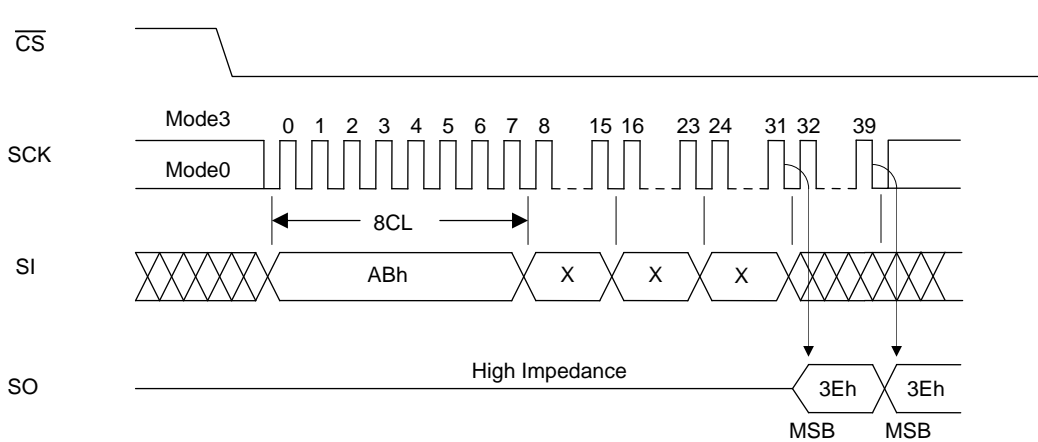 CS
Mode3
0 1 2 3 4 5 6 7 8 15 16 23 24 31 32 39
SCK
Mode0
8CL
SI
ABh X X X
High Impedance
SO
3Eh 3Eh
MSB MSB